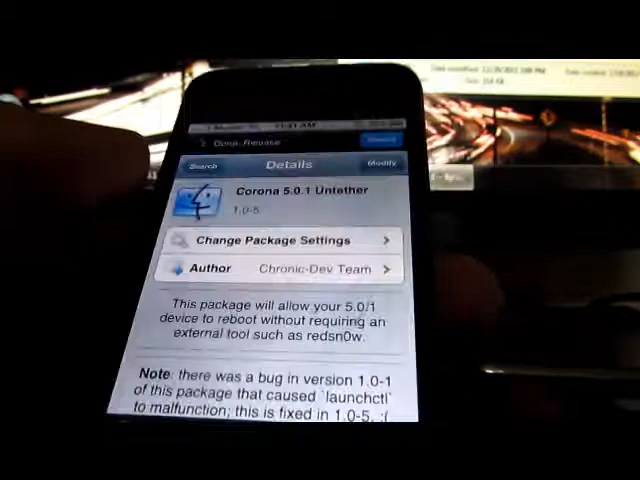 11:41 AM
Search
Details
Modify
Corona 5.0.1 Untether
1.0-5
Change Package Settings
Author Chronic-Dev Team
This package will allow your 5.0/1
device to reboot without requiring an
external tool such as redsn0w.
Note: there was a bug in version 1.0-1
of this package that caused `launchctl`
to malfunction; this is fixed in 1.0-5. :(